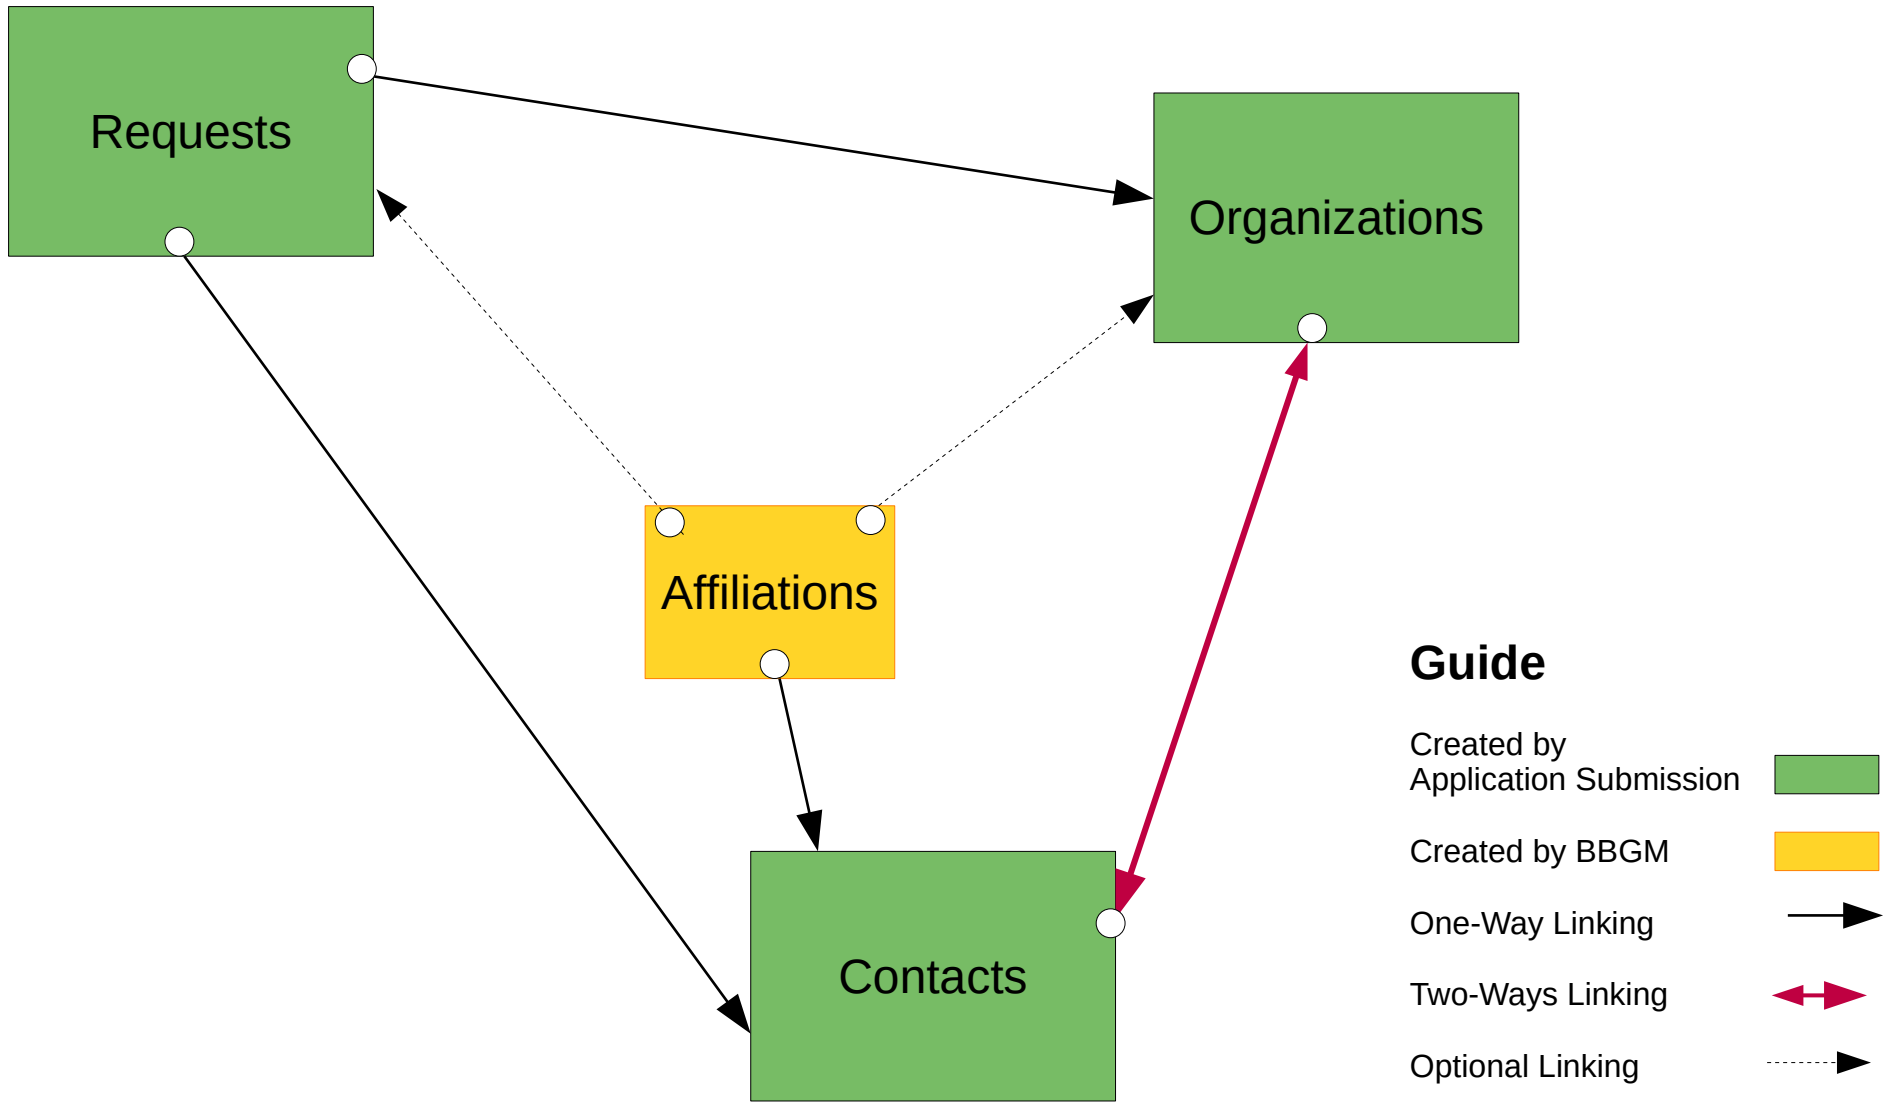 Requests
Organizations
Affiliations
Contacts
Guide
Created by
Application Submission
Created by BBGM
One-Way Linking
Two-Ways Linking
Optional Linking